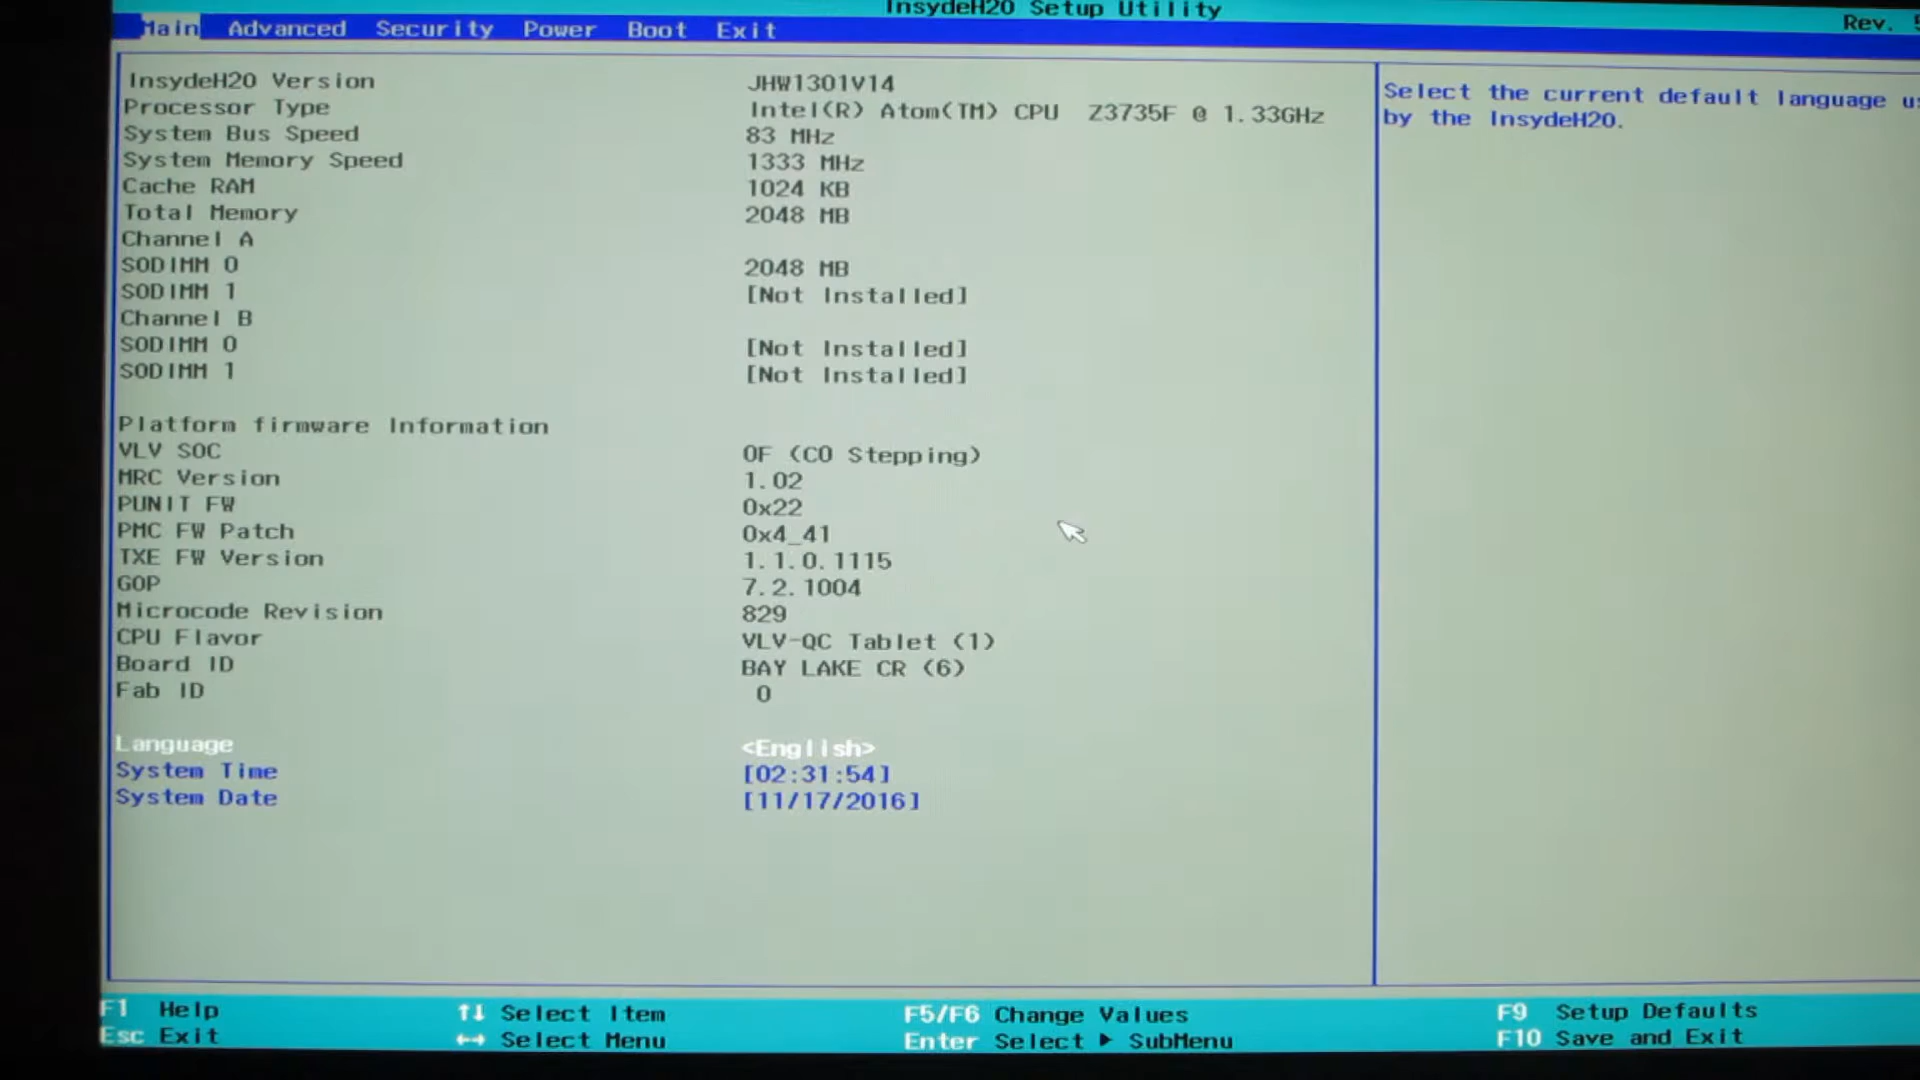 InsydeH20 Setup Utility
Rev.
Main Advanced Security Power Boot Exit
InsydeH20 Version JHW1301V14
Processor Type Intel(R) Atom(TM) CPU Z3735F @ 1.33GHz
System Bus Speed 83 MHz
System Memory Speed 1333 MHz
Cache RAM 1024 KB
Total Memory 2048 MB
Channel A
SODIMM 0 2048 MB
SODIMM 1 [Not Installed]
Channel B
SODIMM 0 [Not Installed]
SODIMM 1 [Not Installed]
Platform firmware Information
VLV SOC 0F (C0 Stepping)
MRC Version 1.02
PUNIT FW 0x22
PMC FW Patch 0x4_41
TXE FW Version 1.1.0.1115
GOP 7.2.1004
Microcode Revision 829
CPU Flavor VLV-QC Tablet (1)
Board ID BAY LAKE CR (6)
Fab ID 0
Language <English>
System Time [02:31:54]
System Date [11/17/2016]
Select the current default language
by the InsydeH20.
F1 Help ↑↓ Select Item F5/F6 Change Values F9 Setup Defaults
Esc Exit ↔ Select Menu Enter Select ▶ SubMenu F10 Save and Exit